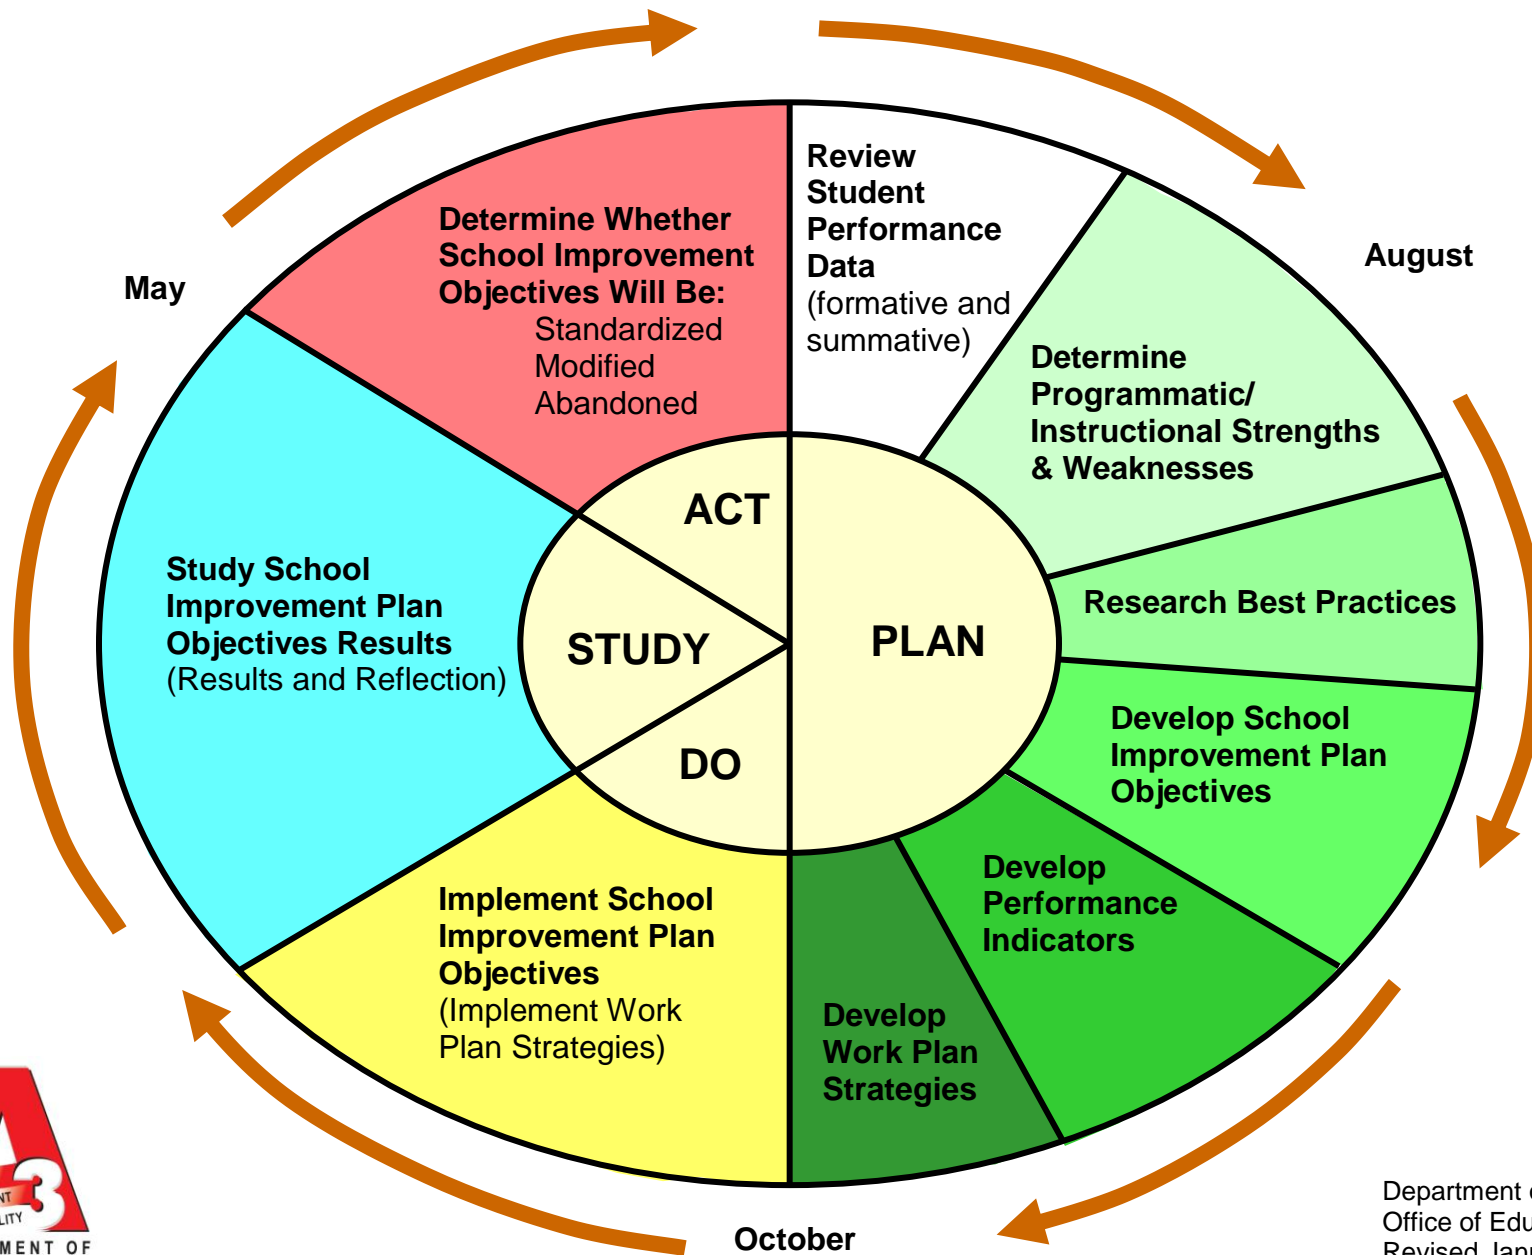 Review
Student
Performance
Data
(formative and
summative)
August
Determine
Programmatic/
Instructional Strengths
& Weaknesses
Research Best Practices
Develop School
Improvement Plan
Objectives
Develop
Performance
Indicators
Develop
Work Plan
Strategies
October
Implement School
Improvement Plan
Objectives
(Implement Work
Plan Strategies)
Study School
Improvement Plan
Objectives Results
(Results and Reflection)
May
Determine Whether
School Improvement
Objectives Will Be:
Standardized
Modified
Abandoned
ACT
STUDY
DO
PLAN
3
Department
Office of
Revised